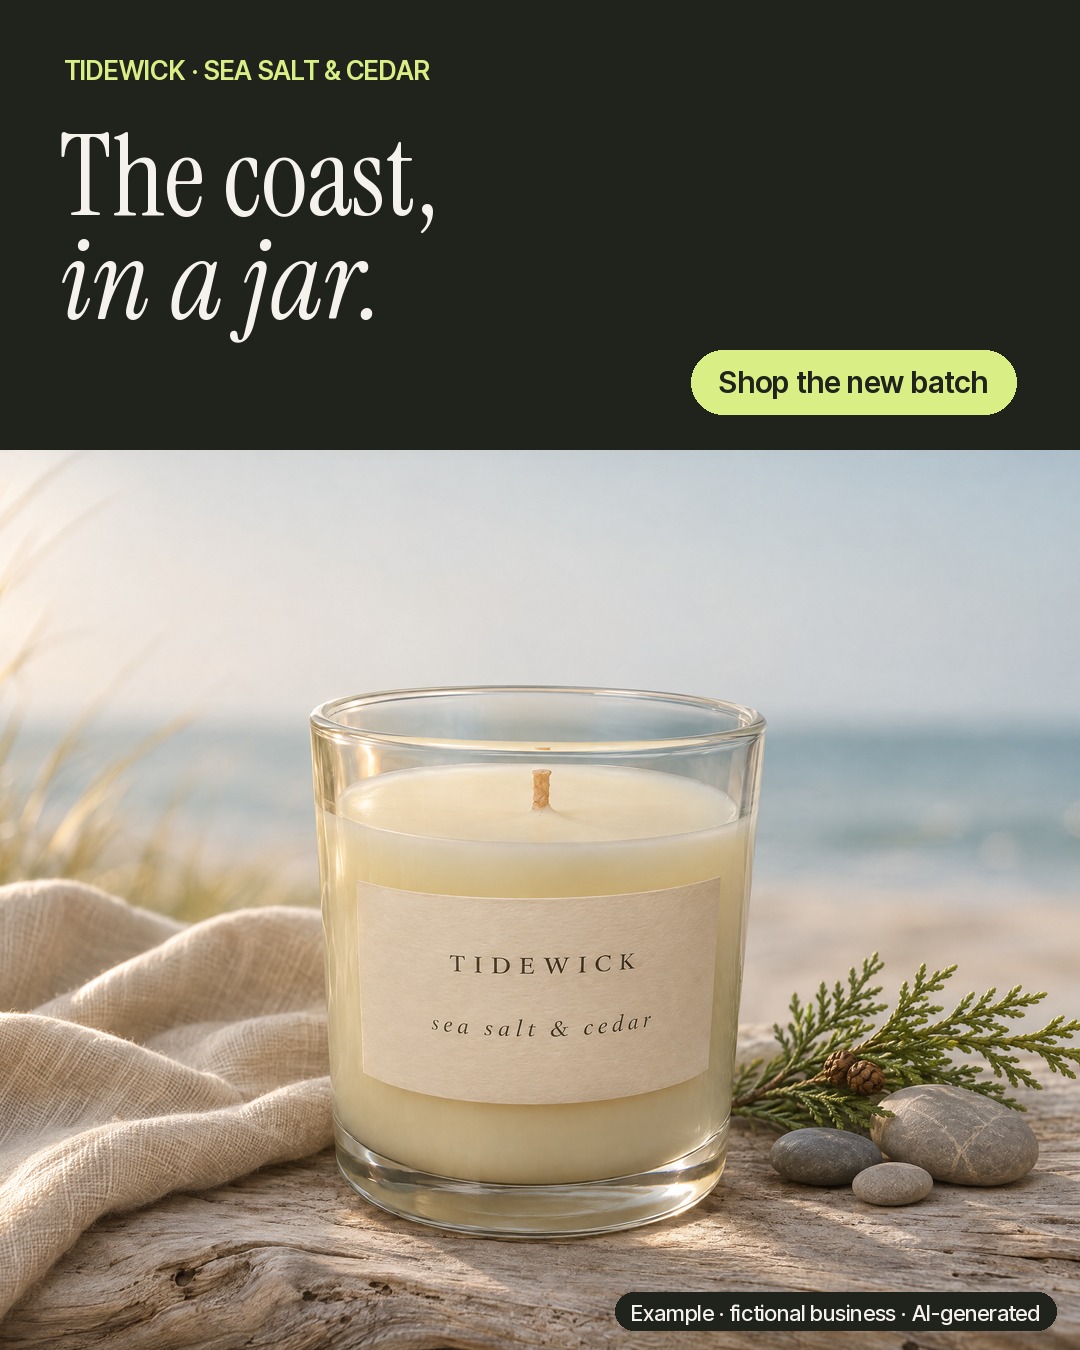 TIDEWICK · SEA SALT & CEDAR
The coast,
in a jar.
Shop the new batch
TIDEWICK
sea salt & cedar
Example · fictional business · AI-generated